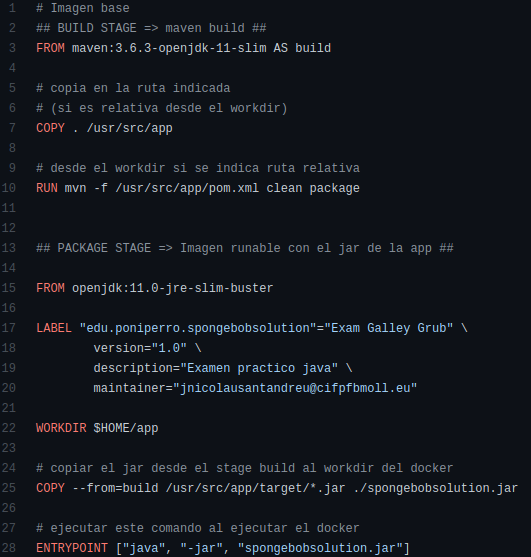 1 # Imagen base
2 ## BUILD STAGE => maven build ##
3 FROM maven:3.6.3-openjdk-11-slim AS build
4
5 # copia en la ruta indicada
6 # (si es relativa desde el workdir)
7 COPY . /usr/src/app
8
9 # desde el workdir si se indica ruta relativa
10 RUN mvn -f /usr/src/app/pom.xml clean package
11
12
13 ## PACKAGE STAGE => Imagen runable con el jar de la app ##
14
15 FROM openjdk:11.0-jre-slim-buster
16
17 LABEL "edu.poniperro.spongebobsolution"="Exam Galley Grub" \
18 version="1.0" \
19 description="Examen practico java" \
20 maintainer="jnicolausantandreu@cifpfbmoll.eu"
21
22 WORKDIR $HOME/app
23
24 # copiar el jar desde el stage build al workdir del docker
25 COPY --from=build /usr/src/app/target/*.jar ./spongebobsolution.jar
26
27 # ejecutar este comando al ejecutar el docker
28 ENTRYPOINT ["java", "-jar", "spongebobsolution.jar"]